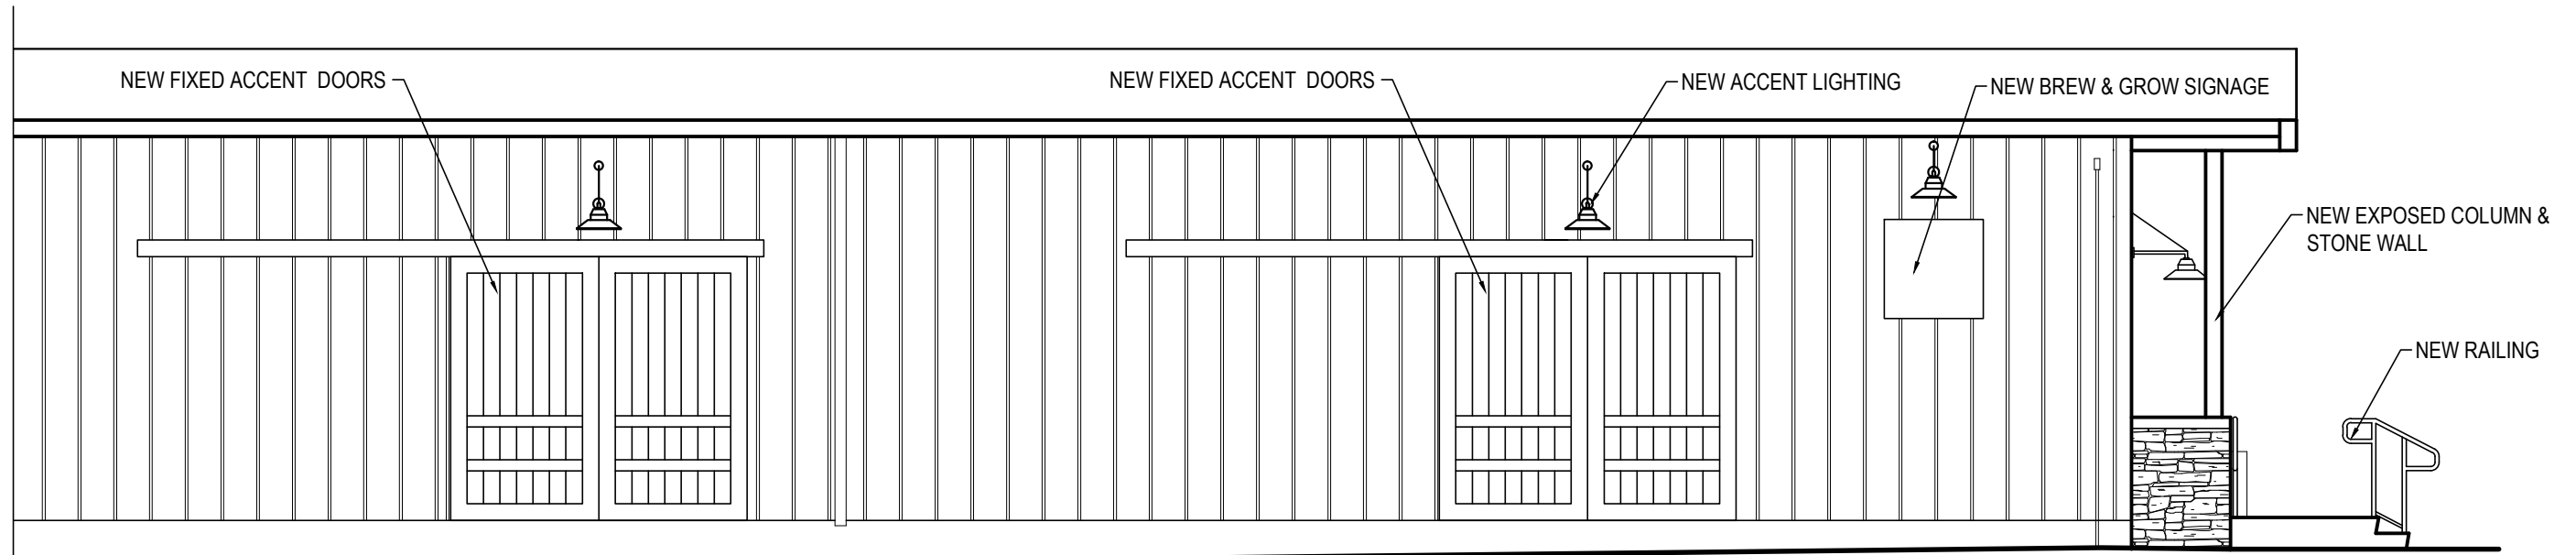 NEW FIXED ACCENT DOORS
NEW FIXED ACCENT DOORS
NEW ACCENT LIGHTING
NEW BREW & GROW SIGNAGE
NEW EXPOSED COLUMN &
STONE WALL
NEW RAILING